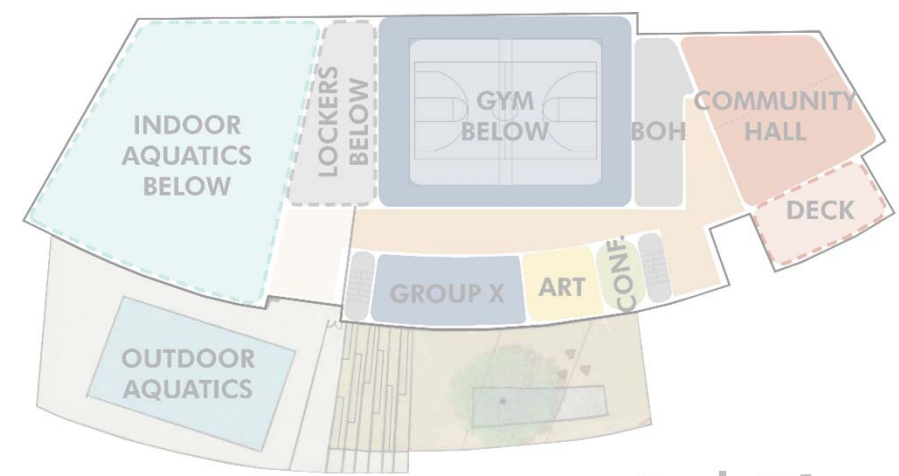 INDOOR
AQUATICS
BELOW
LOCKERS
BELOW
GYM
BELOW
BOH
COMMUNITY
HALL
DECK
GROUP X
ART
CONF.
OUTDOOR
AQUATICS